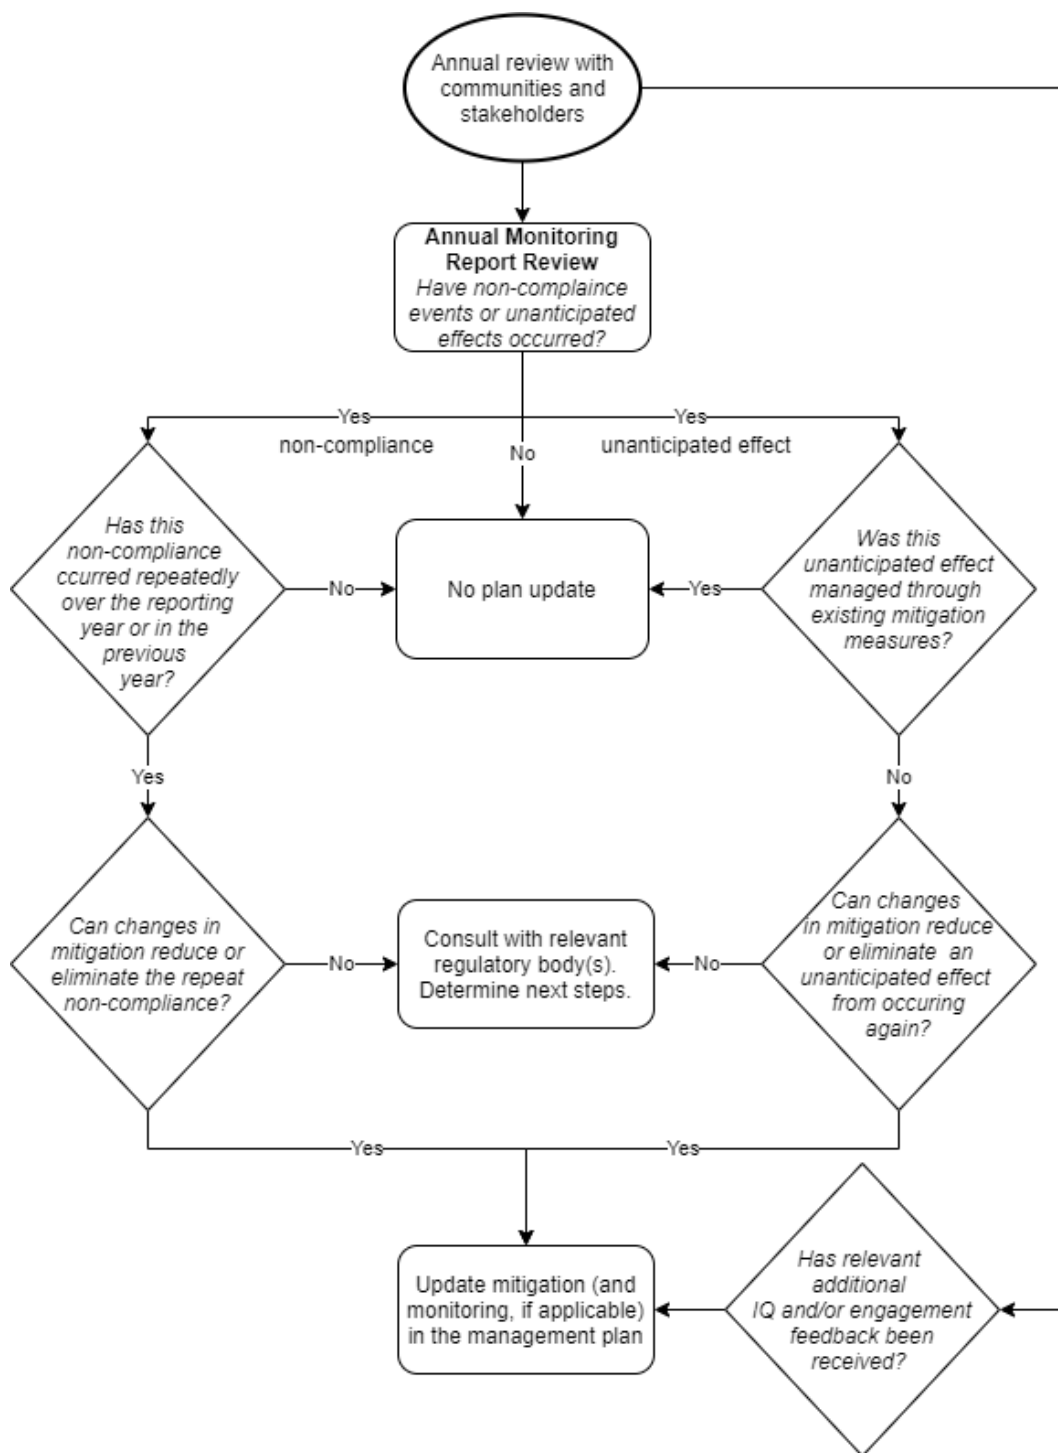 Annual review with
communities and
stakeholders
Annual Monitoring
Report Review
Have non-complaince
events or unanticipated
effects occurred?
Yes
non-compliance
No
Yes
unanticipated effect
Has this
non-compliance
ccurred repeatedly
over the reporting
year or in the
previous
year?
No
No plan update
Yes
Was this
unanticipated effect
managed through
existing mitigation
measures?
Yes
No
Can changes in
mitigation reduce or
eliminate the repeat
non-compliance?
No
Consult with relevant
regulatory body(s).
Determine next steps.
No
Can changes
in mitigation reduce
or eliminate an
unanticipated effect
from occuring
again?
Yes
Yes
Update mitigation (and
monitoring, if applicable)
in the management plan
Has relevant
additional
IQ and/or engagement
feedback been
received?